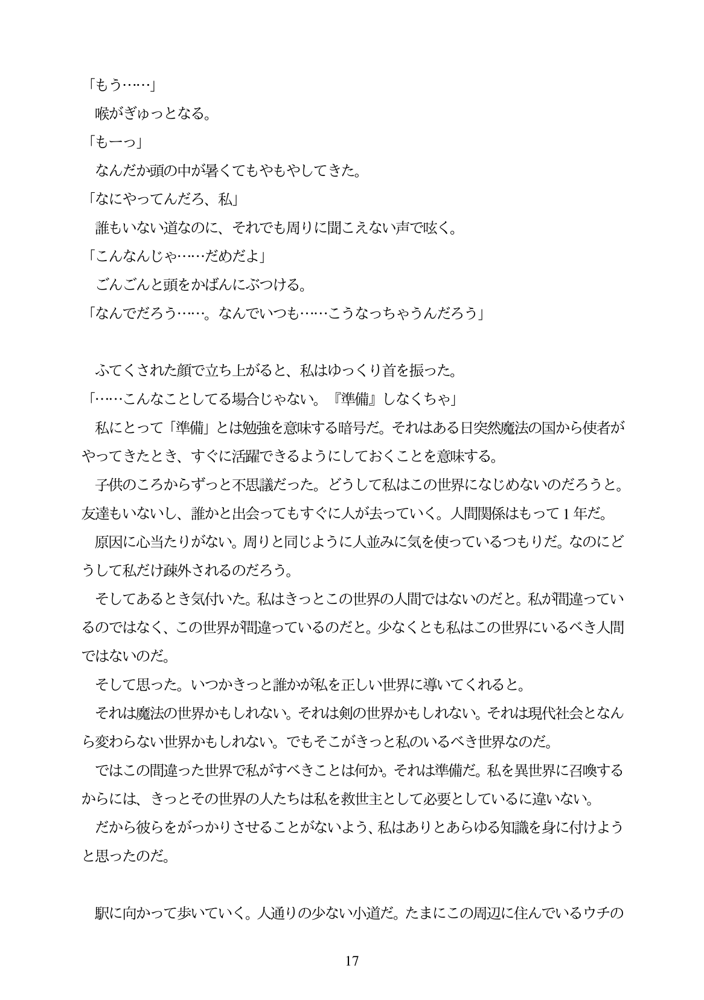 「もう……」
　喉がぎゅっとなる。
「もーっ」
　なんだか頭の中が暑くてもやもやしてきた。
「なにやってんだろ、私」
　誰もいない道なのに、それでも周りに聞こえない声で呟く。
「こんなんじゃ……だめだよ」
　ごんごんと頭をかばんにぶつける。
「なんでだろう……。なんでいつも……こうなっちゃうんだろう」
　ふてくされた顔で立ち上がると、私はゆっくり首を振った。
「……こんなことしてる場合じゃない。『準備』しなくちゃ」
　私にとって「準備」とは勉強を意味する暗号だ。それはある日突然魔法の国から使者が
やってきたとき、すぐに活躍できるようにしておくことを意味する。
　子供のころからずっと不思議だった。どうして私はこの世界になじめないのだろうと。
友達もいないし、誰かと出会ってもすぐに人が去っていく。人間関係はもって 1 年だ。
　原因に心当たりがない。周りと同じように人並みに気を使っているつもりだ。なのにど
うして私だけ疎外されるのだろう。
　そしてあるとき気付いた。私はきっとこの世界の人間ではないのだと。私が間違ってい
るのではなく、この世界が間違っているのだと。少なくとも私はこの世界にいるべき人間
ではないのだ。
　そして思った。いつかきっと誰かが私を正しい世界に導いてくれると。
　それは魔法の世界かもしれない。それは剣の世界かもしれない。それは現代社会となん
ら変わらない世界かもしれない。でもそこがきっと私のいるべき世界なのだ。
　ではこの間違った世界で私がすべきことは何か。それは準備だ。私を異世界に召喚する
からには、きっとその世界の人たちは私を救世主として必要としているに違いない。
　だから彼らをがっかりさせることがないよう、私はありとあらゆる知識を身に付けよう
と思ったのだ。
　駅に向かって歩いていく。人通りの少ない小道だ。たまにこの周辺に住んでいるウチの
17